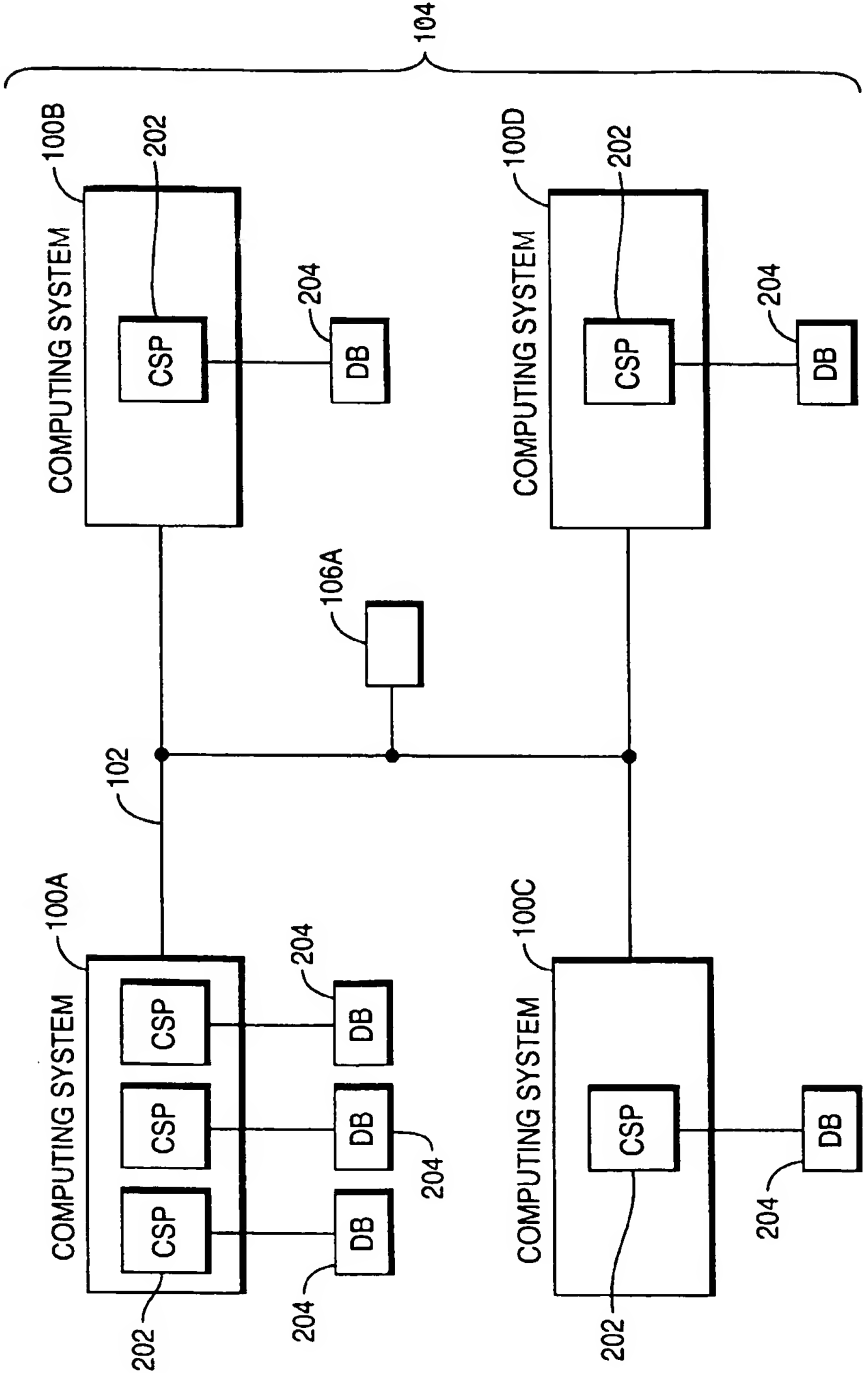 104
COMPUTING SYSTEM
100A
CSP
CSP
CSP
202
DB
DB
DB
204
204
204
102
COMPUTING SYSTEM
100B
CSP
202
DB
204
106A
COMPUTING SYSTEM
100C
CSP
202
DB
204
COMPUTING SYSTEM
100D
CSP
202
DB
204